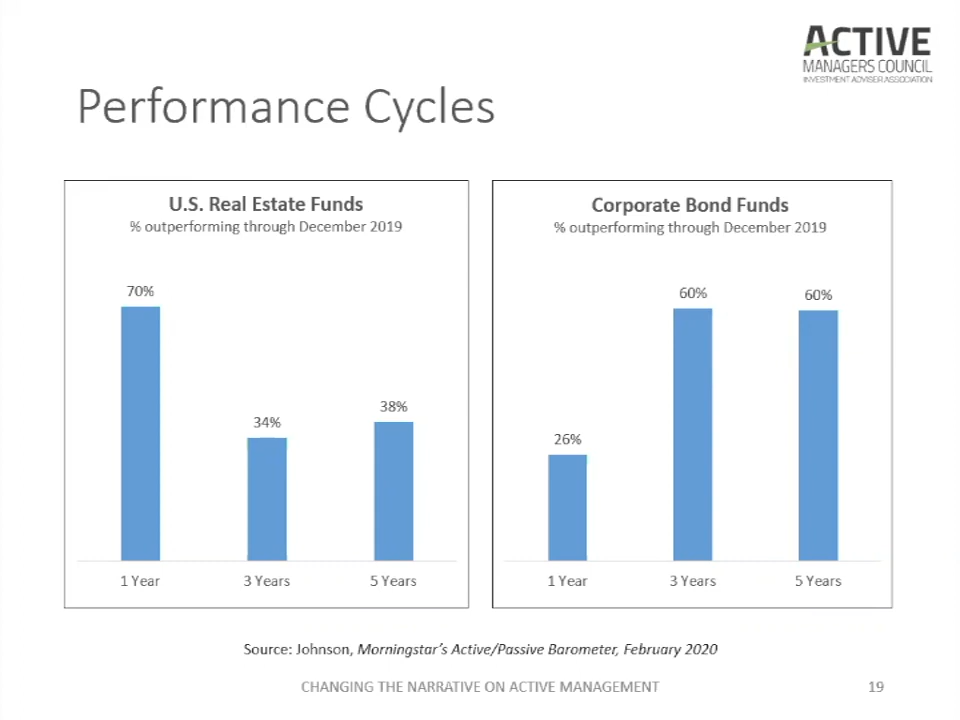 ACTIVE
MANAGERS COUNCIL
INVESTMENT ADVISER ASSOCIATION
Performance Cycles
U.S. Real Estate Funds
% outperforming through December 2019
70%
34%
38%
1 Year
3 Years
5 Years
Corporate Bond Funds
% outperforming through December 2019
26%
60%
60%
1 Year
3 Years
5 Years
Source: Johnson, Morningstar's Active/Passive Barometer, February 2020
CHANGING THE NARRATIVE ON ACTIVE MANAGEMENT
19